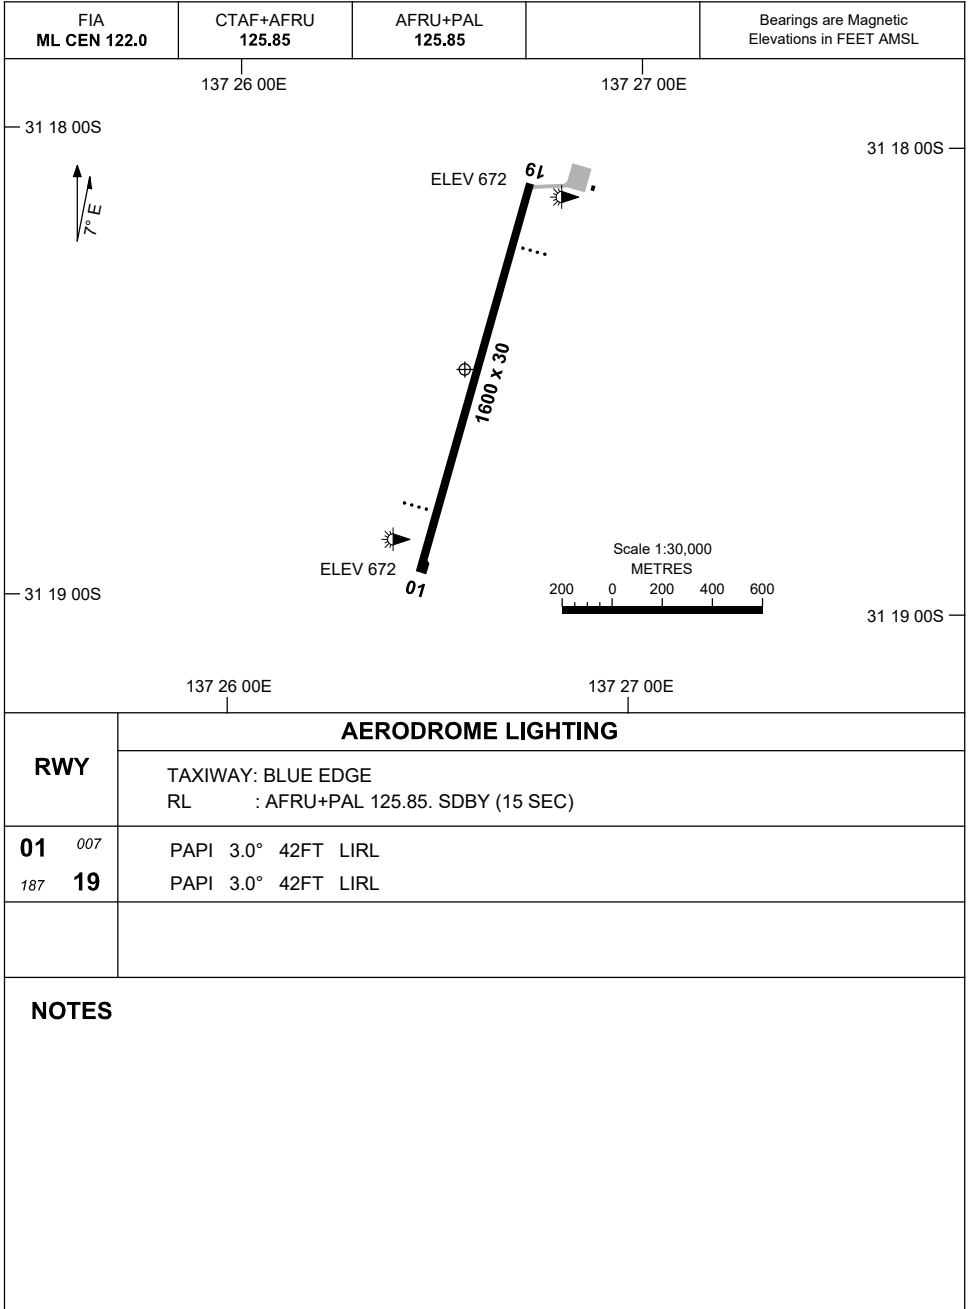 FIA
ML CEN 122.0
CTAF+AFRU
125.85
AFRU+PAL
125.85
Bearings are Magnetic
Elevations in FEET AMSL
137 26 00E
137 27 00E
31 18 00S
31 18 00S
7° E
ELEV 672
19
1600 x 30
ELEV 672
01
Scale 1:30,000
METRES
200 0 200 400 600
31 19 00S
31 19 00S
137 26 00E
137 27 00E
RWY
AERODROME LIGHTING
TAXIWAY: BLUE EDGE
RL : AFRU+PAL 125.85. SDBY (15 SEC)
01 007 PAPI 3.0° 42FT LIRL
187 19 PAPI 3.0° 42FT LIRL
NOTES